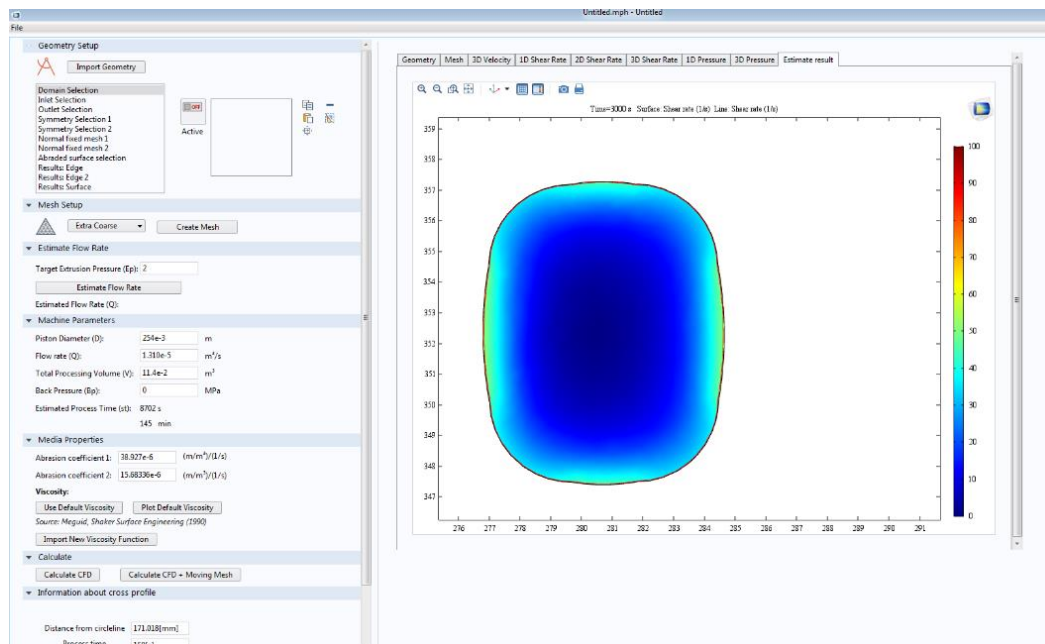 Untitled.mph - Untitled
File
Geometry Setup
Import Geometry
Domain Selection
Inlet Selection
Outlet Selection
Symmetry Selection 1
Symmetry Selection 2
Normal fixed mesh 1
Normal fixed mesh 2
Abraded surface selection
Results: Edge
Results: Edge 2
Results: Surface
OFF
Active
Mesh Setup
Extra Coarse
Create Mesh
Estimate Flow Rate
Target Extrusion Pressure (Ep): 2
Estimate Flow Rate
Estimated Flow Rate (Q):
Machine Parameters
Piston Diameter (D): 254e-3 m
Flow rate (Q): 1.310e-5
Total Processing Volume (V): 11.4e-2 m³
Back Pressure (Bp): 0 MPa
Estimated Process Time (st): 8702 s
145 min
Media Properties
Abrasion coefficient 1: 38.927e-6
Abrasion coefficient 2: 15.68336e-6
Viscosity:
Use Default Viscosity Plot Default Viscosity
Source: Meguid, Shaker Surface Engineering (1990)
Import New Viscosity Function
Calculate
Calculate CFD Calculate CFD + Moving Mesh
Information about cross profile
Distance from circleline 171.018[mm]
Process time
Geometry Mesh 3D Velocity 1D Shear Rate 2D Shear Rate 3D Shear Rate 1D Pressure 3D Pressure Estimate result
Time=3000 s Surface: Shear rate (1/s) Line: Shear rate (1/s)
359
358
357
356
355
354
353
352
351
350
349
348
347
276 277 278 279 280 281 282 283 284 285 286 287 288 289 290 291
100
90
80
70
60
50
40
30
20
10
0